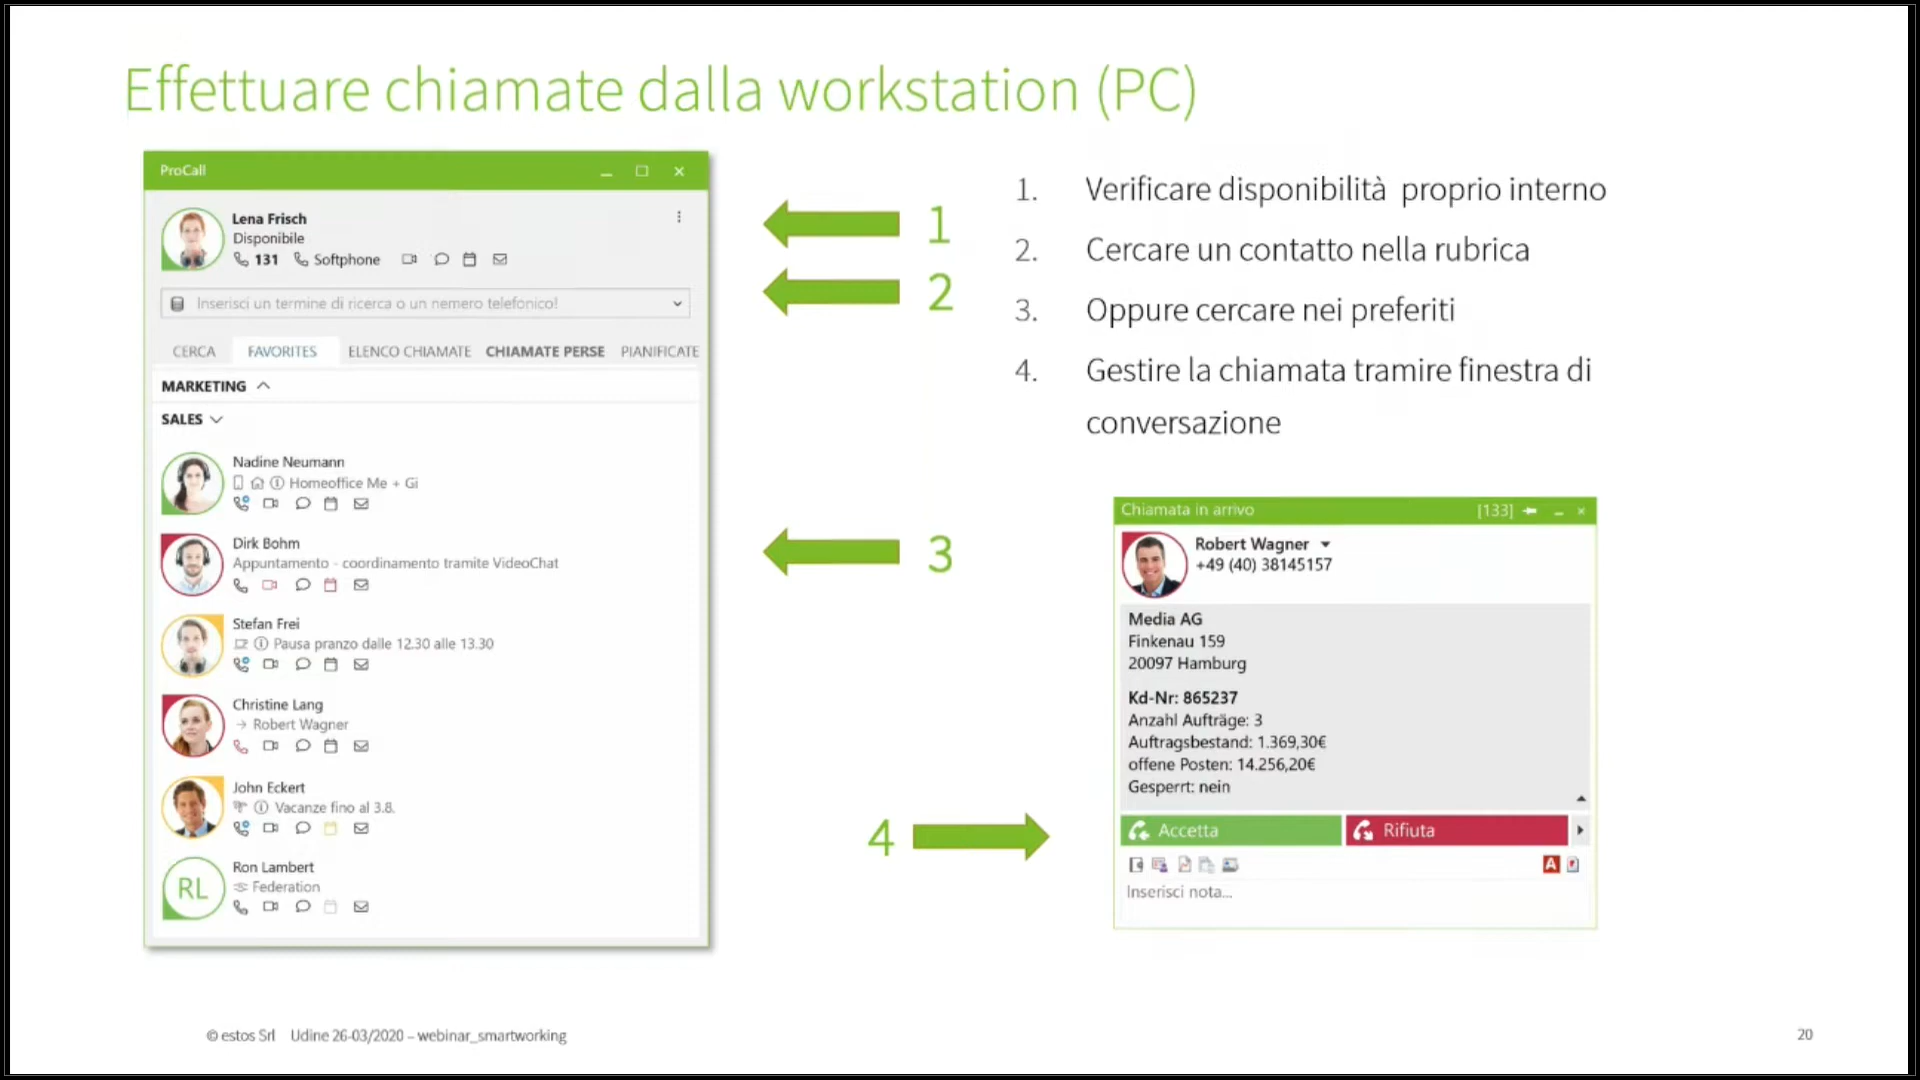 Effettuare chiamate dalla workstation (PC)
ProCall
Lena Frisch
Disponibile
131 Softphone
Inserisci un termine di ricerca o un nemero telefonico!
CERCA FAVORITES ELENCO CHIAMATE CHIAMATE PERSE PIANIFICATE
MARKETING
SALES
Nadine Neumann
Homeoffice Me + Gi
Dirk Bohm
Appuntamento - coordinamento tramite VideoChat
Stefan Frei
Pausa pranzo dalle 12.30 alle 13.30
Christine Lang
→ Robert Wagner
John Eckert
Vacanze fino al 3.8.
RL
Ron Lambert
Federation
1
2
3
4
1. Verificare disponibilità proprio interno
2. Cercare un contatto nella rubrica
3. Oppure cercare nei preferiti
4. Gestire la chiamata tramire finestra di
conversazione
Chiamata in arrivo [133]
Robert Wagner
+49 (40) 38145157
Media AG
Finkenau 159
20097 Hamburg
Kd-Nr: 865237
Anzahl Aufträge: 3
Auftragsbestand: 1.369,30€
offene Posten: 14.256,20€
Gesperrt: nein
Accetta Rifiuta
A
Inserisci nota...
© estos Srl Udine 26-03/2020 – webinar_smartworking
20